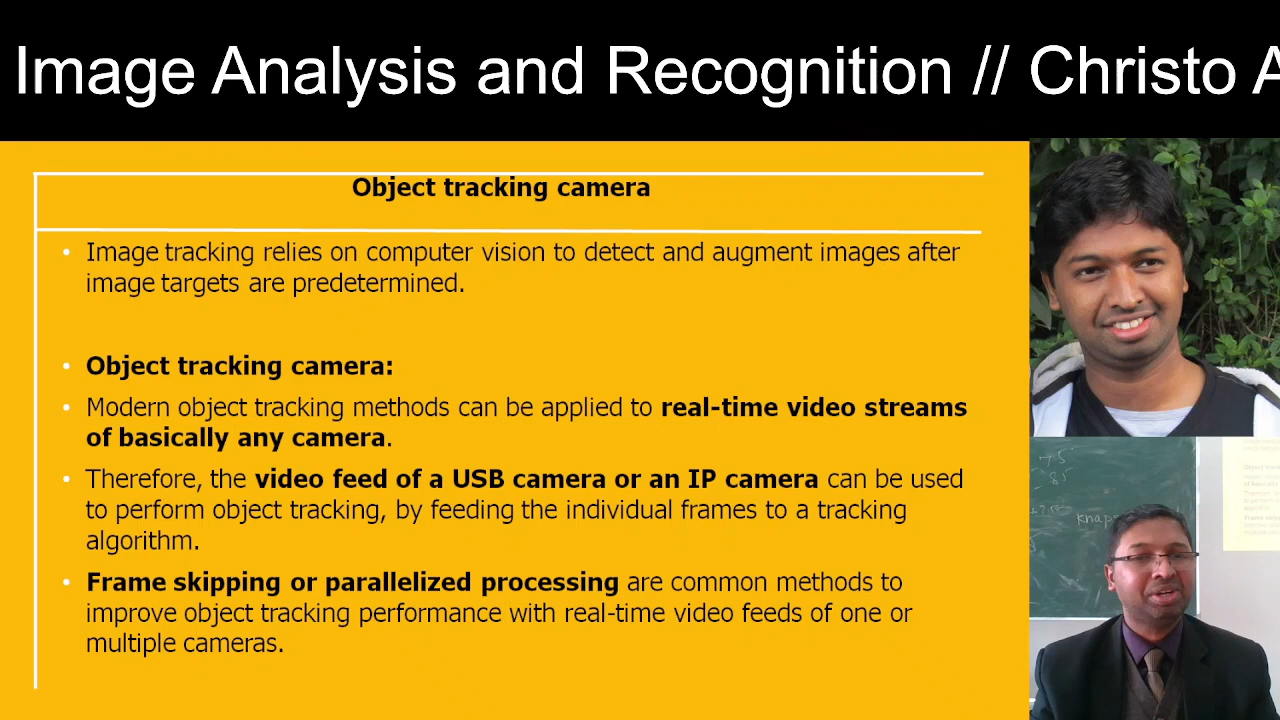 Image Analysis and Recognition // Christo A
Object tracking camera
• Image tracking relies on computer vision to detect and augment images after
image targets are predetermined.
• Object tracking camera:
• Modern object tracking methods can be applied to real-time video streams
of basically any camera.
• Therefore, the video feed of a USB camera or an IP camera can be used
to perform object tracking, by feeding the individual frames to a tracking
algorithm.
• Frame skipping or parallelized processing are common methods to
improve object tracking performance with real-time video feeds of one or
multiple cameras.